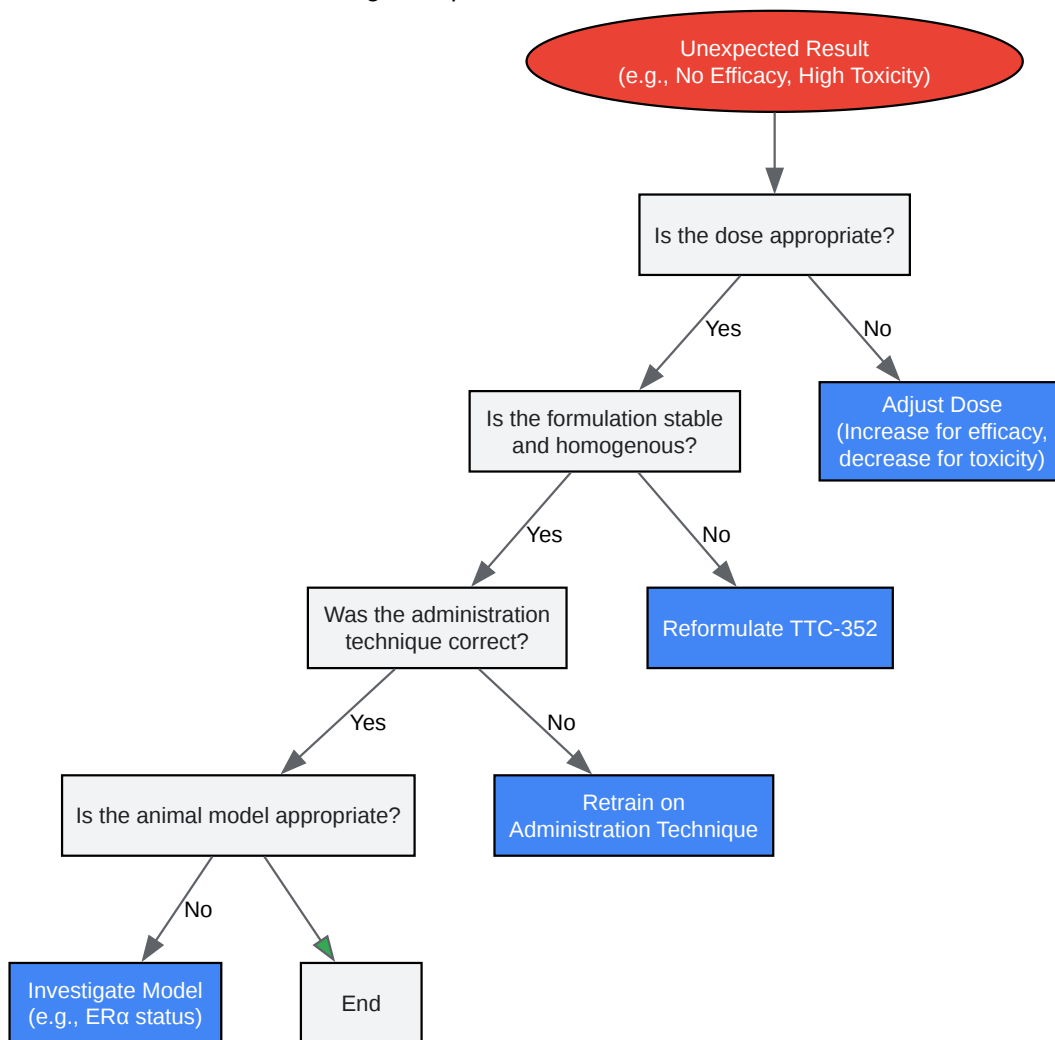 Unexpected Result
(e.g., No Efficacy, High Toxicity)
Is the dose appropriate?
Yes
No
Is the formulation stable
and homogenous?
Adjust Dose
(Increase for efficacy,
decrease for toxicity)
Yes
No
Was the administration
technique correct?
Reformulate TTC-352
Yes
No
Is the animal model appropriate?
Retrain on
Administration Technique
No
Investigate Model
(e.g., ERα status)
End